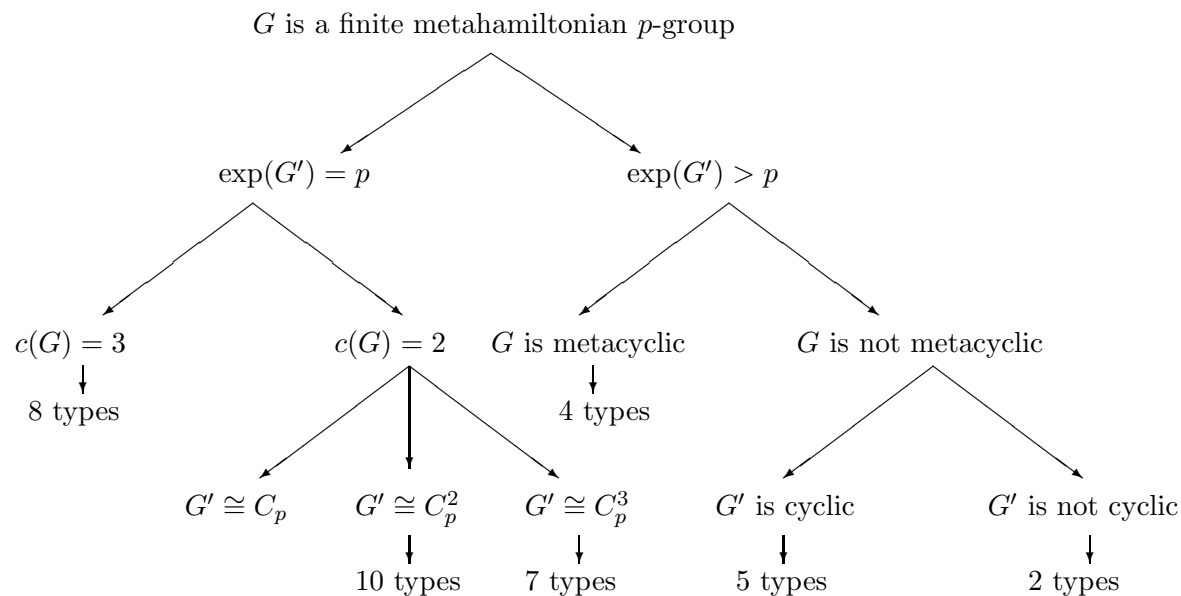 G is a finite metahamiltonian p-group
exp(G′) = p exp(G′) > p
c(G) = 3 c(G) = 2 G is metacyclic G is not metacyclic
8 types 4 types
G′ ≅ C_p G′ ≅ C_p^2 G′ ≅ C_p^3 G′ is cyclic G′ is not cyclic
10 types 7 types 5 types 2 types